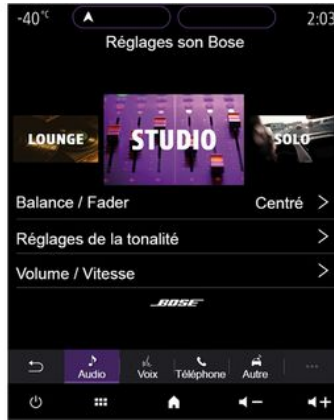 -40°C 2:03
Réglages son Bose
LOUNGE STUDIO SOLO
Balance / Fader Centré
Réglages de la tonalité
Volume / Vitesse
BOSE
Audio Voix Téléphone Autre